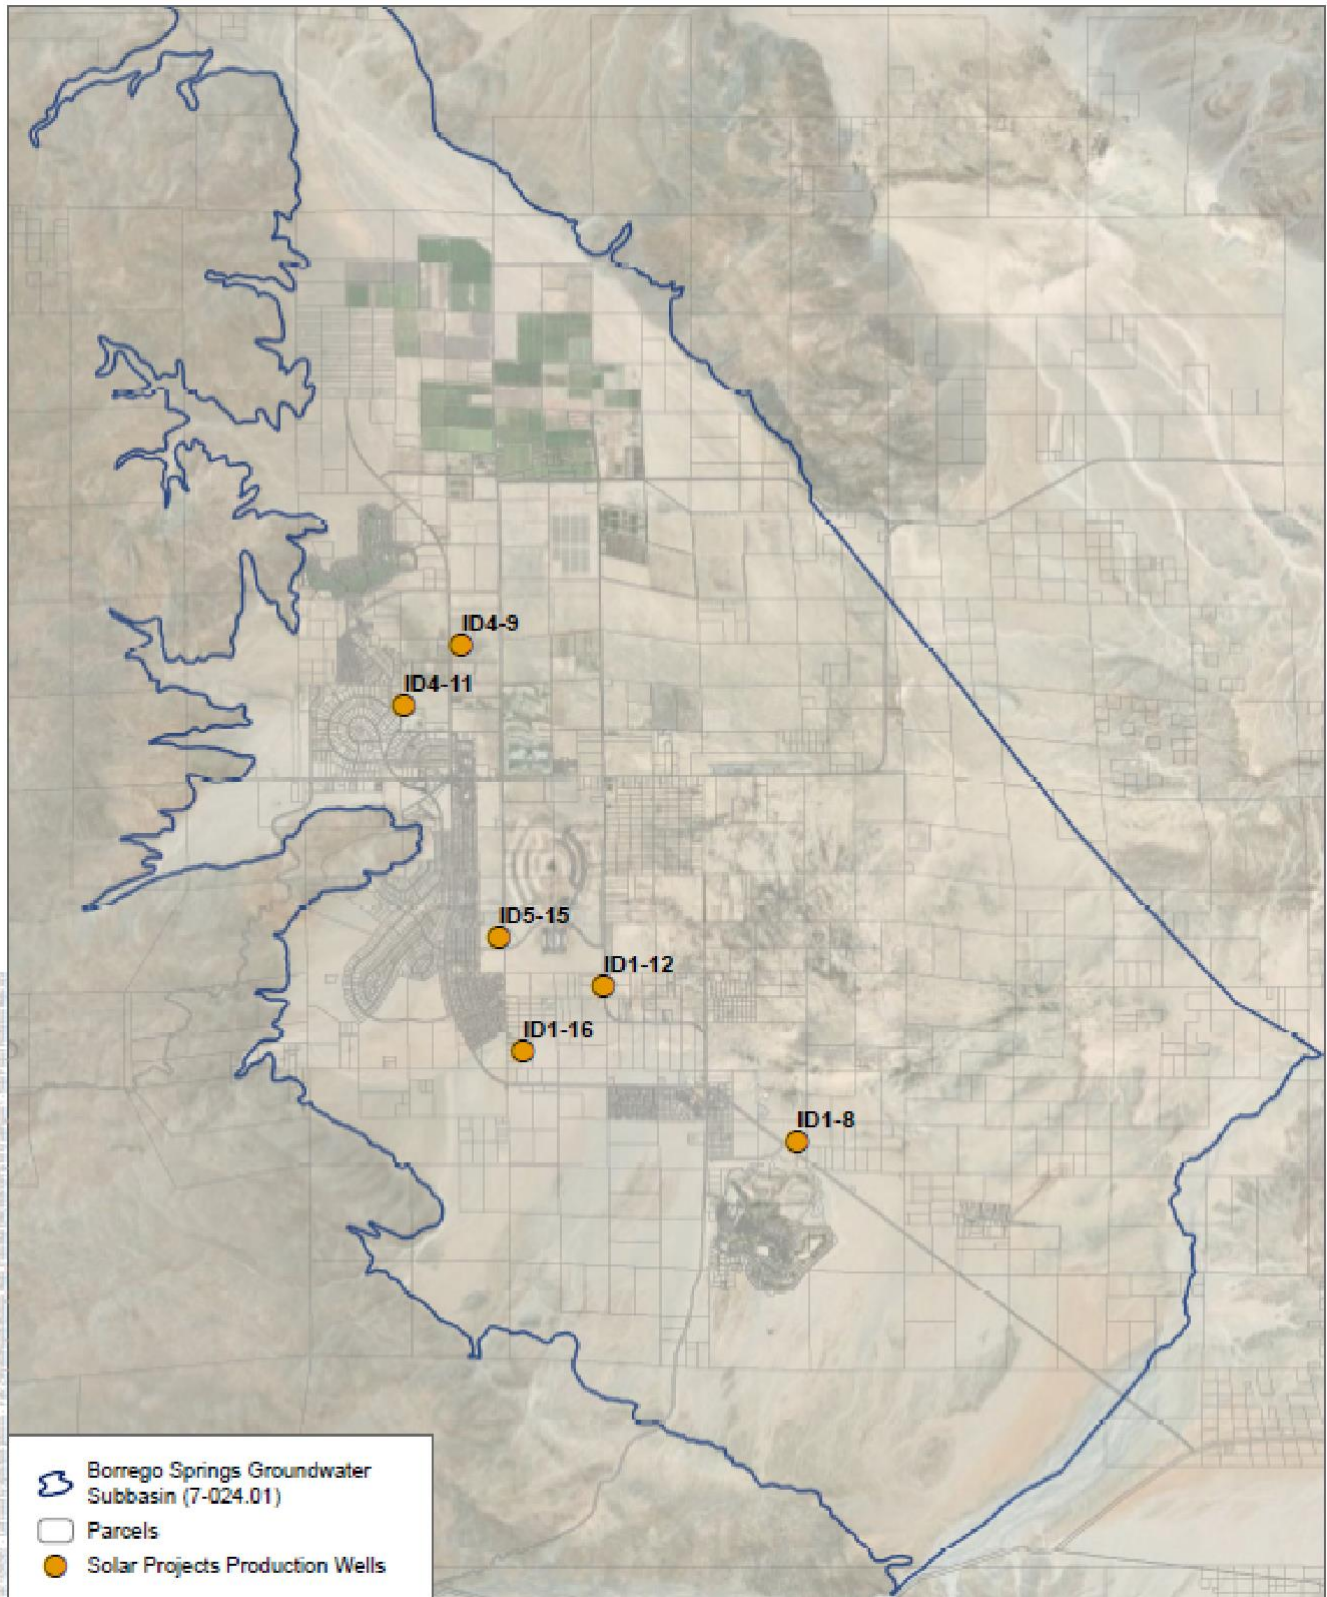 ID4-9
ID4-11
ID5-15
ID1-12
ID1-16
ID1-8
Borrego Springs Groundwater
Subbasin (7-024.01)
Parcels
Solar Projects Production Wells